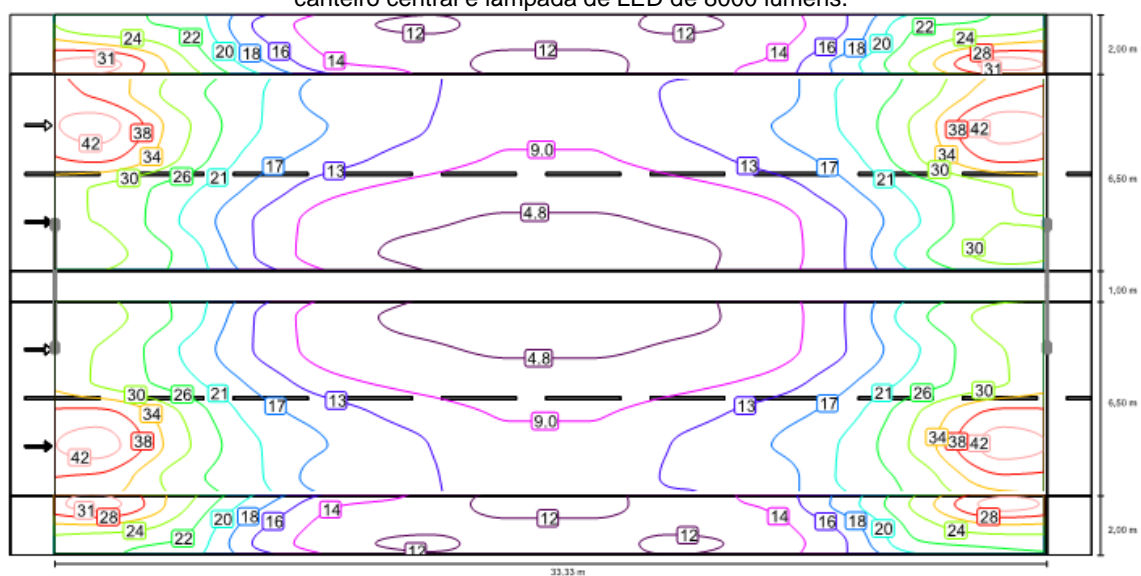 canteiro central e lâmpada de LED de 8000 lúmens.
12 12
24 22 20 18 16 14 12 14 16 18 20 22 24
31 28 31
2,00 m
42 38 34 38 42 34
9.0
30 26 21 17 13 13 17 21 30
6,50 m
4.8
30
1,00 m
4.8
30 26 21 17 13 13 17 21 26 30
6,50 m
9.0
34 38 42 34 38 42
31 28 24 22 20 18 16 14 12 14 16 18 20 24 28
12 12
2,00 m
33.33 m